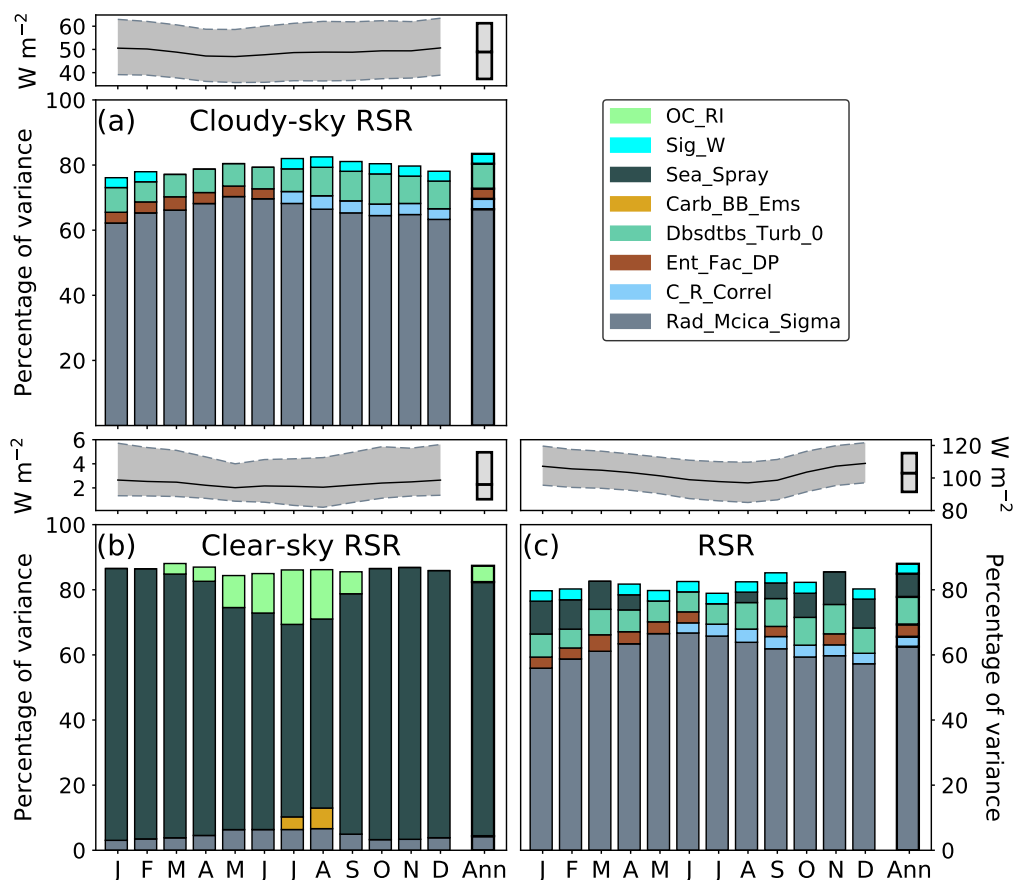 W m⁻²
60
50
40
Percentage of variance
100
80
60
40
20
(a)
Cloudy-sky RSR
OC_RI
Sig_W
Sea_Spray
Carb_BB_Ems
Dbsdtbs_Turb_0
Ent_Fac_DP
C_R_Correl
Rad_Mcica_Sigma
W m⁻²
6
4
2
120
100
80
W m⁻²
Percentage of variance
100
80
60
40
20
0
(b)
Clear-sky RSR
J F M A M J J A S O N D Ann
(c)
RSR
80
60
40
20
0
Percentage of variance
J F M A M J J A S O N D Ann